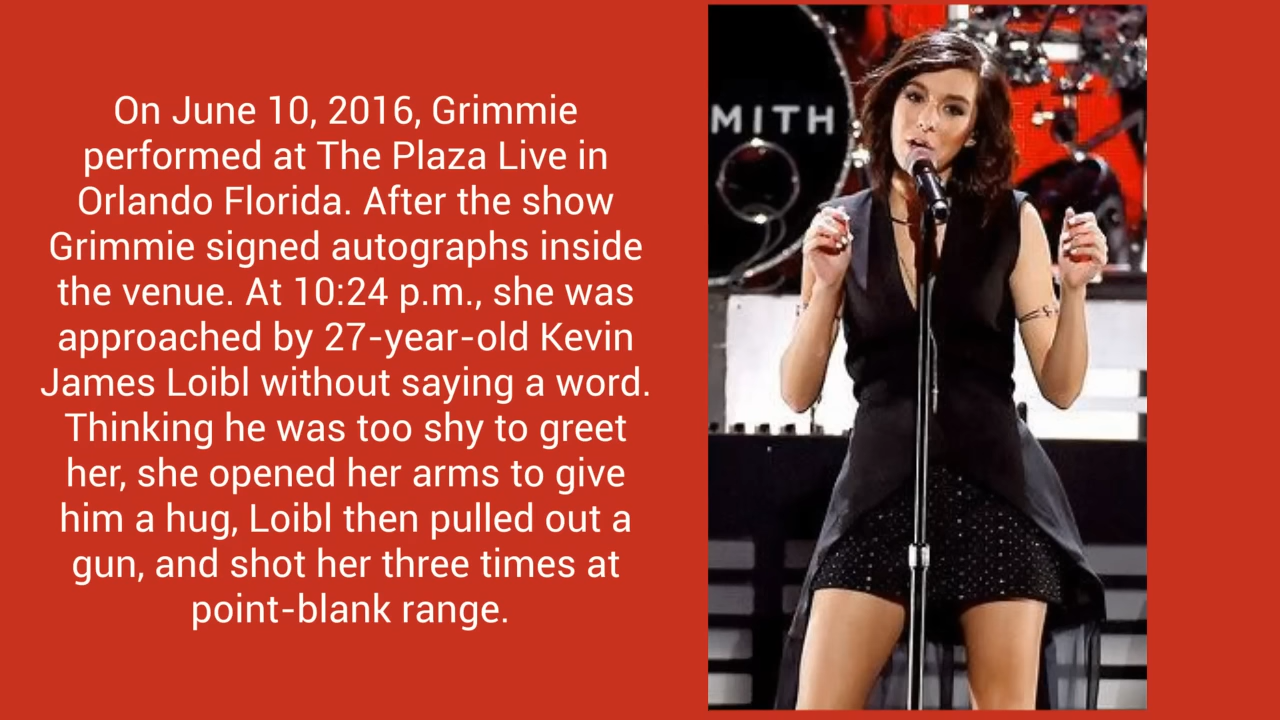 On June 10, 2016, Grimmie
performed at The Plaza Live in
Orlando Florida. After the show
Grimmie signed autographs inside
the venue. At 10:24 p.m., she was
approached by 27-year-old Kevin
James Loibl without saying a word.
Thinking he was too shy to greet
her, she opened her arms to give
him a hug, Loibl then pulled out a
gun, and shot her three times at
point-blank range.
MITH